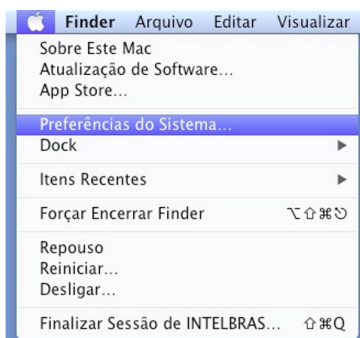 Finder Arquivo Editar Visualizar
Sobre Este Mac
Atualização de Software...
App Store...
Preferências do Sistema...
Dock ▶
Itens Recentes ▶
Forçar Encerrar Finder ⌥⇧⌘⎋
Repouso
Reiniciar...
Desligar...
Finalizar Sessão de INTELBRAS... ⇧⌘Q